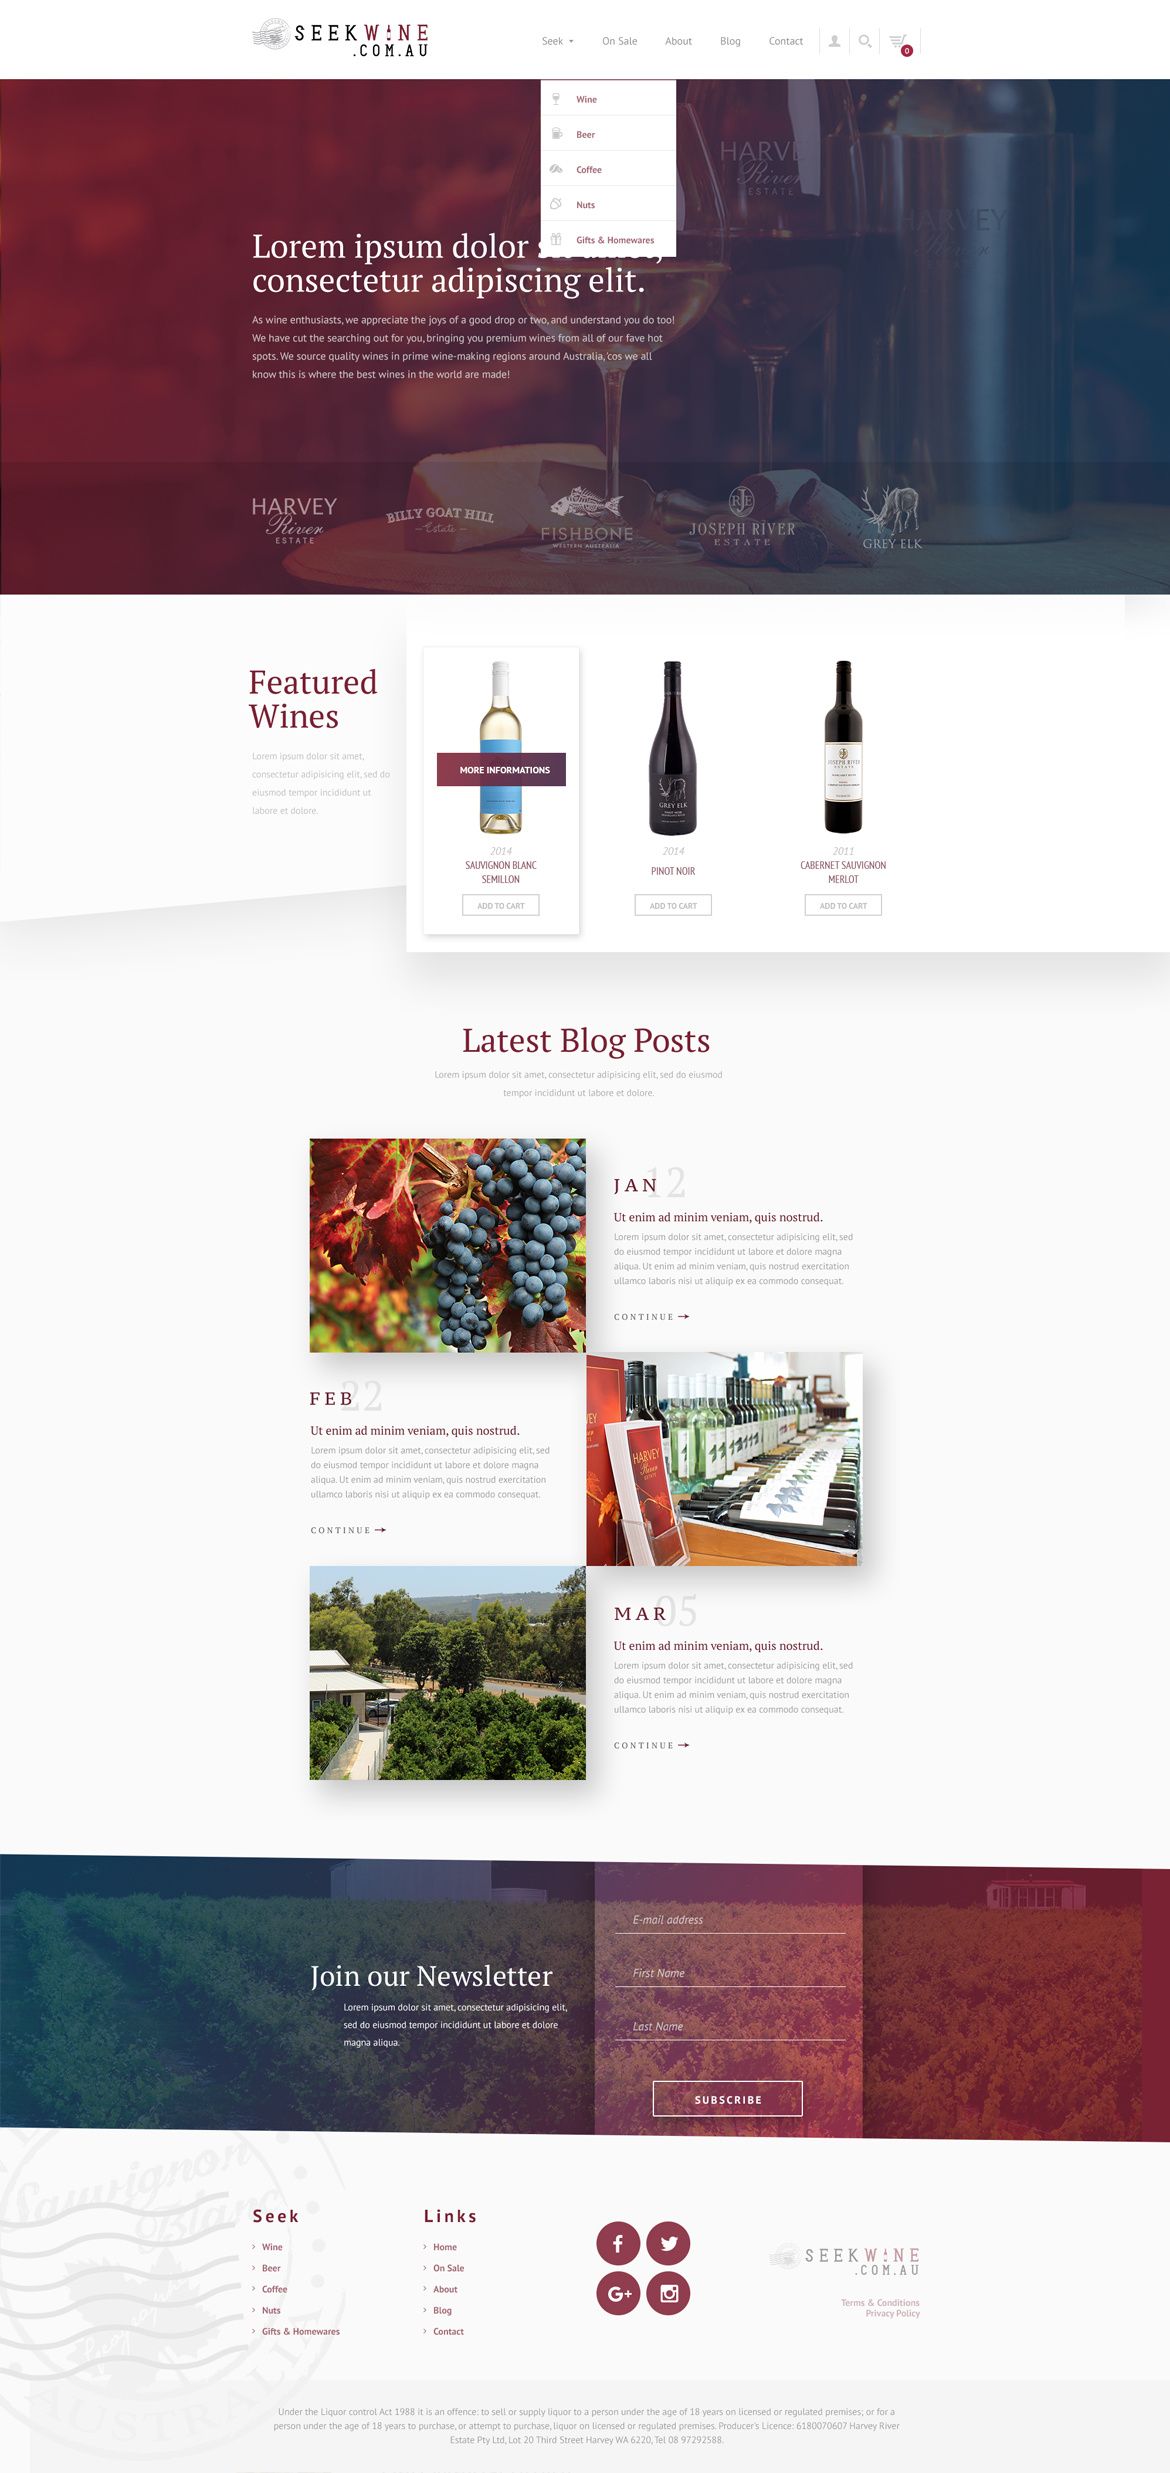 SEEKWINE
.COM.AU
Seek
On Sale
About
Blog
Contact
0
Wine
Beer
Coffee
Nuts
Gifts & Homewares
HARVEY
River
ESTATE
HARVEY
River
Lorem ipsum dolor
consectetur adipiscing elit.
As wine enthusiasts, we appreciate the joys of a good drop or two, and understand you do too!
We have cut the searching out for you, bringing you premium wines from all of our fave hot
spots. We source quality wines in prime wine-making regions around Australia, 'cos we all
know this is where the best wines in the world are made!
HARVEY
River
ESTATE
BILLY GOAT HILL
Estate
FISHBONE
WESTERN AUSTRALIA
RJE
JOSEPH RIVER
ESTATE
GREY ELK
Featured
Wines
Lorem ipsum dolor sit amet,
consectetur adipisicing elit, sed do
eiusmod tempor incididunt ut
labore et dolore.
MORE INFORMATIONS
2014
SAUVIGNON BLANC
SEMILLON
ADD TO CART
GREY ELK
PINOT NOIR
2014
PINOT NOIR
ADD TO CART
JOSEPH RIVER
ESTATE
2011
CABERNET SAUVIGNON
MERLOT
ADD TO CART
Latest Blog Posts
Lorem ipsum dolor sit amet, consectetur adipisicing elit, sed do eiusmod
tempor incididunt ut labore et dolore.
JAN 12
Ut enim ad minim veniam, quis nostrud.
Lorem ipsum dolor sit amet, consectetur adipisicing elit, sed
do eiusmod tempor incididunt ut labore et dolore magna
aliqua. Ut enim ad minim veniam, quis nostrud exercitation
ullamco laboris nisi ut aliquip ex ea commodo consequat.
CONTINUE
FEB 22
Ut enim ad minim veniam, quis nostrud.
Lorem ipsum dolor sit amet, consectetur adipisicing elit, sed
do eiusmod tempor incididunt ut labore et dolore magna
aliqua. Ut enim ad minim veniam, quis nostrud exercitation
ullamco laboris nisi ut aliquip ex ea commodo consequat.
CONTINUE
HARVEY
River
ESTATE
MAR 05
Ut enim ad minim veniam, quis nostrud.
Lorem ipsum dolor sit amet, consectetur adipisicing elit, sed
do eiusmod tempor incididunt ut labore et dolore magna
aliqua. Ut enim ad minim veniam, quis nostrud exercitation
ullamco laboris nisi ut aliquip ex ea commodo consequat.
CONTINUE
Join our Newsletter
Lorem ipsum dolor sit amet, consectetur adipisicing elit,
sed do eiusmod tempor incididunt ut labore et dolore
magna aliqua.
E-mail address
First Name
Last Name
SUBSCRIBE
Sauvignon
Blanc
AUSTRALIA
Seek
Wine
Beer
Coffee
Nuts
Gifts & Homewares
Links
Home
On Sale
About
Blog
Contact
SEEKWINE
.COM.AU
Terms & Conditions
Privacy Policy
Under the Liquor control Act 1988 it is an offence: to sell or supply liquor to a person under the age of 18 years on licensed or regulated premises; or for a
person under the age of 18 years to purchase, or attempt to purchase, liquor on licensed or regulated premises. Producer's Licence: 6180070607 Harvey River
Estate Pty Ltd, Lot 20 Third Street Harvey WA 6220, Tel 08 97292588.